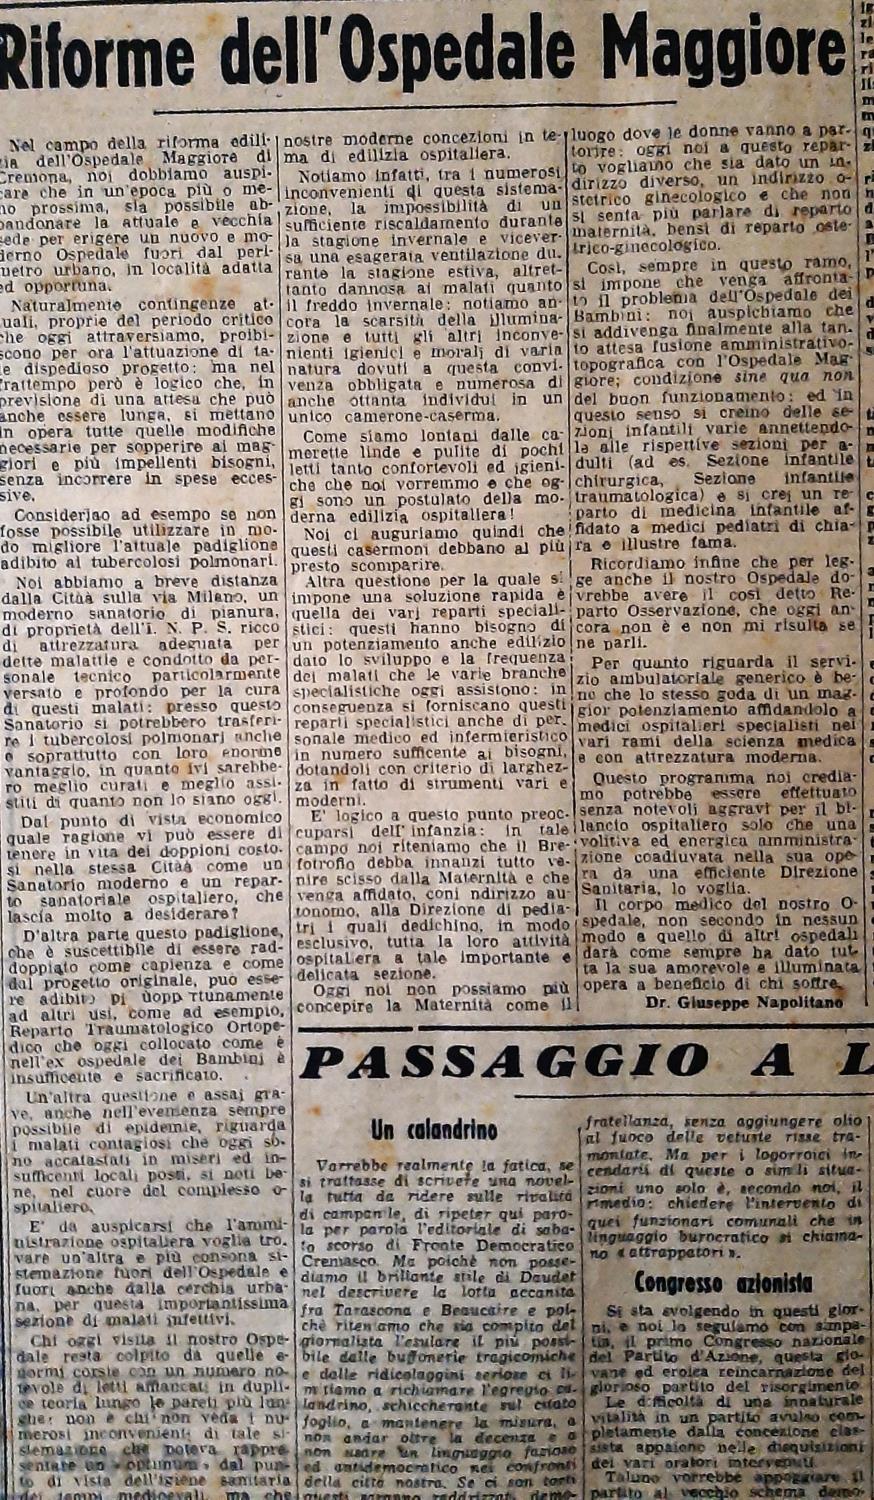 Riforme dell'Ospedale Maggiore
Nel campo della riforma edili-
zia dell'Ospedale Maggiore di
Cremona, noi dobbiamo auspi-
care che in un'epoca più o me-
no prossima, sia possibile ab-
bandonare la attuale e vecchia
sede per erigere un nuovo e mo-
derno Ospedale fuori dal peri-
metro urbano, in località adatta
ed opportuna.
Naturalmente contingenze at-
tuali, proprie del periodo critico
che oggi attraversiamo, proibi-
scono per ora l'attuazione di ta-
le dispedioso progetto: ma nel
frattempo però è logico che, in
previsione di una attesa che può
anche essere lunga, si mettano
in opera tutte quelle modifiche
necessarie per sopperire ai mag-
giori e più impellenti bisogni,
senza incorrere in spese ecces-
sive.
Considerjao ad esempio se non
fosse possibile utilizzare in mo-
do migliore l'attuale padiglione
adibito ai tubercolosi polmonari.
Noi abbiamo a breve distanza
dalla Citaà sulla via Milano, un
moderno sanatorio di pianura,
di proprietà dell'I. N. P. S. ricco
di attrezzatura adeguata per
dette malattie e condotto da per-
sonale tecnico particolarmente
versato e profondo per la cura
di questi malati: presso questo
Sanatorio si potrebbero trasferi-
re i tubercolosi polmonari anche
e soprattutto con loro enorme
vantaggio, in quanto ivi sarebbe-
ro meglio curati e meglio assi-
stiti di quanto non lo siano oggi.
Dal punto di vista economico
quale ragione vi può essere di
tenere in vita dei doppioni costo-
si nella stessa Citaà come un
Sanatorio moderno e un repar-
to sanatoriale ospitaliero, che
lascia molto a desiderare?
D'altra parte questo padiglione,
che è suscettibile di essere rad-
doppiato come capienza e come
dal progetto originale, può esse-
re adibito pi ùopp rtunamente
ad altri usi, come ad esempio,
Reparto Traumatologico Ortope-
dico che oggi collocato come è
nell'ex ospedale dei Bambini è
insufficente e sacrificato.
Un'altra questione e assai gra-
ve, anche nell'evenienza sempre
possibile di epidemie, riguarda
i malati contagiosi che oggi so-
no accatastati in miseri ed in-
sufficenti locali posti, si noti be-
ne, nel cuore del complesso o-
spitaliero.
E' da auspicarsi che l'ammi-
nistrazione ospitaliera voglia tro.
vare un'altra e più consona si-
stemazione fuori dell'Ospedale e
fuori anche dalla cerchia urba-
na, per questa importantissima
sezione di malati infettivi.
Chi oggi visita il nostro Ospe-
dale resta colpito da quelle e-
normi corsie con un numero no-
tevole di letti affiancati in dupli-
ce teoria lungo le pareti più lun-
ghe: non è chi non veda i nu-
merosi inconvenienti di tale si-
stemazione che poteva rappre-
sentare un «optimum» dal pun-
to di vista dell'igiene sanitaria
dei tempi medioevali, ma che
nostre moderne concezioni in te-
ma di edilizia ospitaliera.
Notiamo infatti, tra i numerosi
inconvenienti di questa sistema-
zione, la impossibilità di un
sufficiente riscaldamento durante
la stagione invernale e vicever-
sa una esagerata ventilazione du.
rante la stagione estiva, altret-
tanto dannosa ai malati quanto
il freddo invernale: notiamo an-
cora la scarsità della illumina-
zione e tutti gli altri inconve-
nienti igienici e moralj di varia
natura dovuti a questa convi-
venza obbligata e numerosa di
anche ottanta individui in un
unico camerone-caserma.
Come siamo lontani dalle ca-
merette linde e pulite di pochi
letti tanto confortevoli ed igieni-
che che noi vorremmo e che og-
gi sono un postulato della mo-
derna edilizia ospitaliera!
Noi ci auguriamo quindi che
questi casermoni debbano al più
presto scomparire.
Altra questione per la quale si
impone una soluzione rapida è
quella dei varj reparti speciali-
stici: questi hanno bisogno di
un potenziamento anche edilizio
dato lo sviluppo e la frequenza
dei malati che le varie branche
specialistiche oggi assistono: in
conseguenza si forniscano questi
reparti specialistici anche di per.
sonale medico ed infermieristico
in numero sufficente ai bisogni,
dotandoli con criterio di larghez-
za in fatto di strumenti vari e
moderni.
E' logico a questo punto preoc-
cuparsi dell'infanzia: in tale
campo noi riteniamo che il Bre-
fotrofio debba innanzi tutto ve-
nire scisso dalla Maternità e che
venga affidato, coni ndirizzo au-
tonomo, alla Direzione di pedia-
tri i quali dedichino, in modo
esclusivo, tutta la loro attività
ospitaliera a tale importante e
delicata sezione.
Oggi noi non possiamo più
concepire la Maternità come il
luogo dove le donne vanno a par-
torire: oggi noi a questo repar-
to vogliamo che sia dato un in-
dirizzo diverso, un indirizzo o-
stetrico ginecologico e che non
si senta più parlare di reparto
maternità, bensì di reparto oste-
trico-ginecologico.
Così, sempre in questo ramo,
si impone che venga affronta-
to il problema dell'Ospedale dei
Bambini: noi auspichiamo che
si addivenga finalmente alla tan-
to attesa fusione amministrativo-
topografica con l'Ospedale Mag-
giore; condizione sine qua non
del buon funzionamento: ed in
questo senso si creino delle se-
zioni infantili varie annettendo-
le alle rispettive sezioni per a-
dulti (ad es. Sezione infantile
chirurgica, Sezione infantile
traumatologica) e si crej un re-
parto di medicina infantile af-
fidato a medici pediatri di chia-
ra e illustre fama.
Ricordiamo infine che per leg-
ge anche il nostro Ospedale do-
vrebbe avere il così detto Re-
parto Osservazione, che oggi an-
cora non è e non mi risulta se
ne parli.
Per quanto riguarda il servi-
zio ambulatoriale generico è be-
ne che lo stesso goda di un mag-
gior potenziamento affidandolo a
medici ospitalieri specialisti nei
vari rami della scienza medica
e con attrezzatura moderna.
Questo programma noi credia-
mo potrebbe essere effettuato
senza notevoli aggravi per il bi-
lancio ospitaliero solo che una
volitiva ed energica amministra-
zione coadiuvata nella sua ope-
ra da una efficiente Direzione
Sanitaria, lo voglia.
Il corpo medico del nostro O-
spedale, non secondo in nessun
modo a quello di altri ospedali
darà come sempre ha dato tut-
ta la sua amorevole e illuminata
opera a beneficio di chi soffre.
Dr. Giuseppe Napolitano
PASSAGGIO A L
Un calandrino
Varrebbe realmente la fatica, se
si trattasse di scrivere una novel-
la tutta da ridere sulle rivalità
di campanile, di ripeter qui paro-
la per parola l'editoriale di saba-
to scorso di Fronte Democratico
Cremasco. Ma poichè non posse-
diamo il brillante stile di Daudet
nel descrivere la lotta accanita
fra Tarascona e Beaucaire e poi-
chè riteniamo che sia compito del
giornalista l'esulare il più possi-
bile dalle buffonerie tragicomiche
e dalle ridicolaggini seriose ci li-
mitiamo a richiamare l'egregio ca-
landrino, schiccherante sul citato
foglio, a mantenere la misura, a
non andar oltre la decenza e a
non usare un linguaggio fazioso
ed antidemocratico nei confronti
della città nostra. Se ci son torti
questi saranno raddrizzati, demo-
fratellanza, senza aggiungere olio
al fuoco delle vetuste risse tra-
montate. Ma per i logorroici in-
cendarii di queste o simili situa-
zioni uno solo è, secondo noi, il
rimedio: chiedere l'intervento di
quei funzionari comunali che in
linguaggio burocratico si chiama-
no « attrappatori ».
Congresso azionista
Si sta svolgendo in questi gior-
ni, e noi lo seguiamo con simpa-
tia, il primo Congresso nazionale
del Partito d'Azione, questa gio-
vane ed eroica reincarnazione del
glorioso partito del risorgimento.
Le difficoltà di una innaturale
vitalità in un partito avulso com-
pletamente dalla concezione clas-
sista appaiono nelle disquisizioni
dei vari oratori intervenuti.
Taluno vorrebbe appoggiare il
partito al vecchio schema demo-